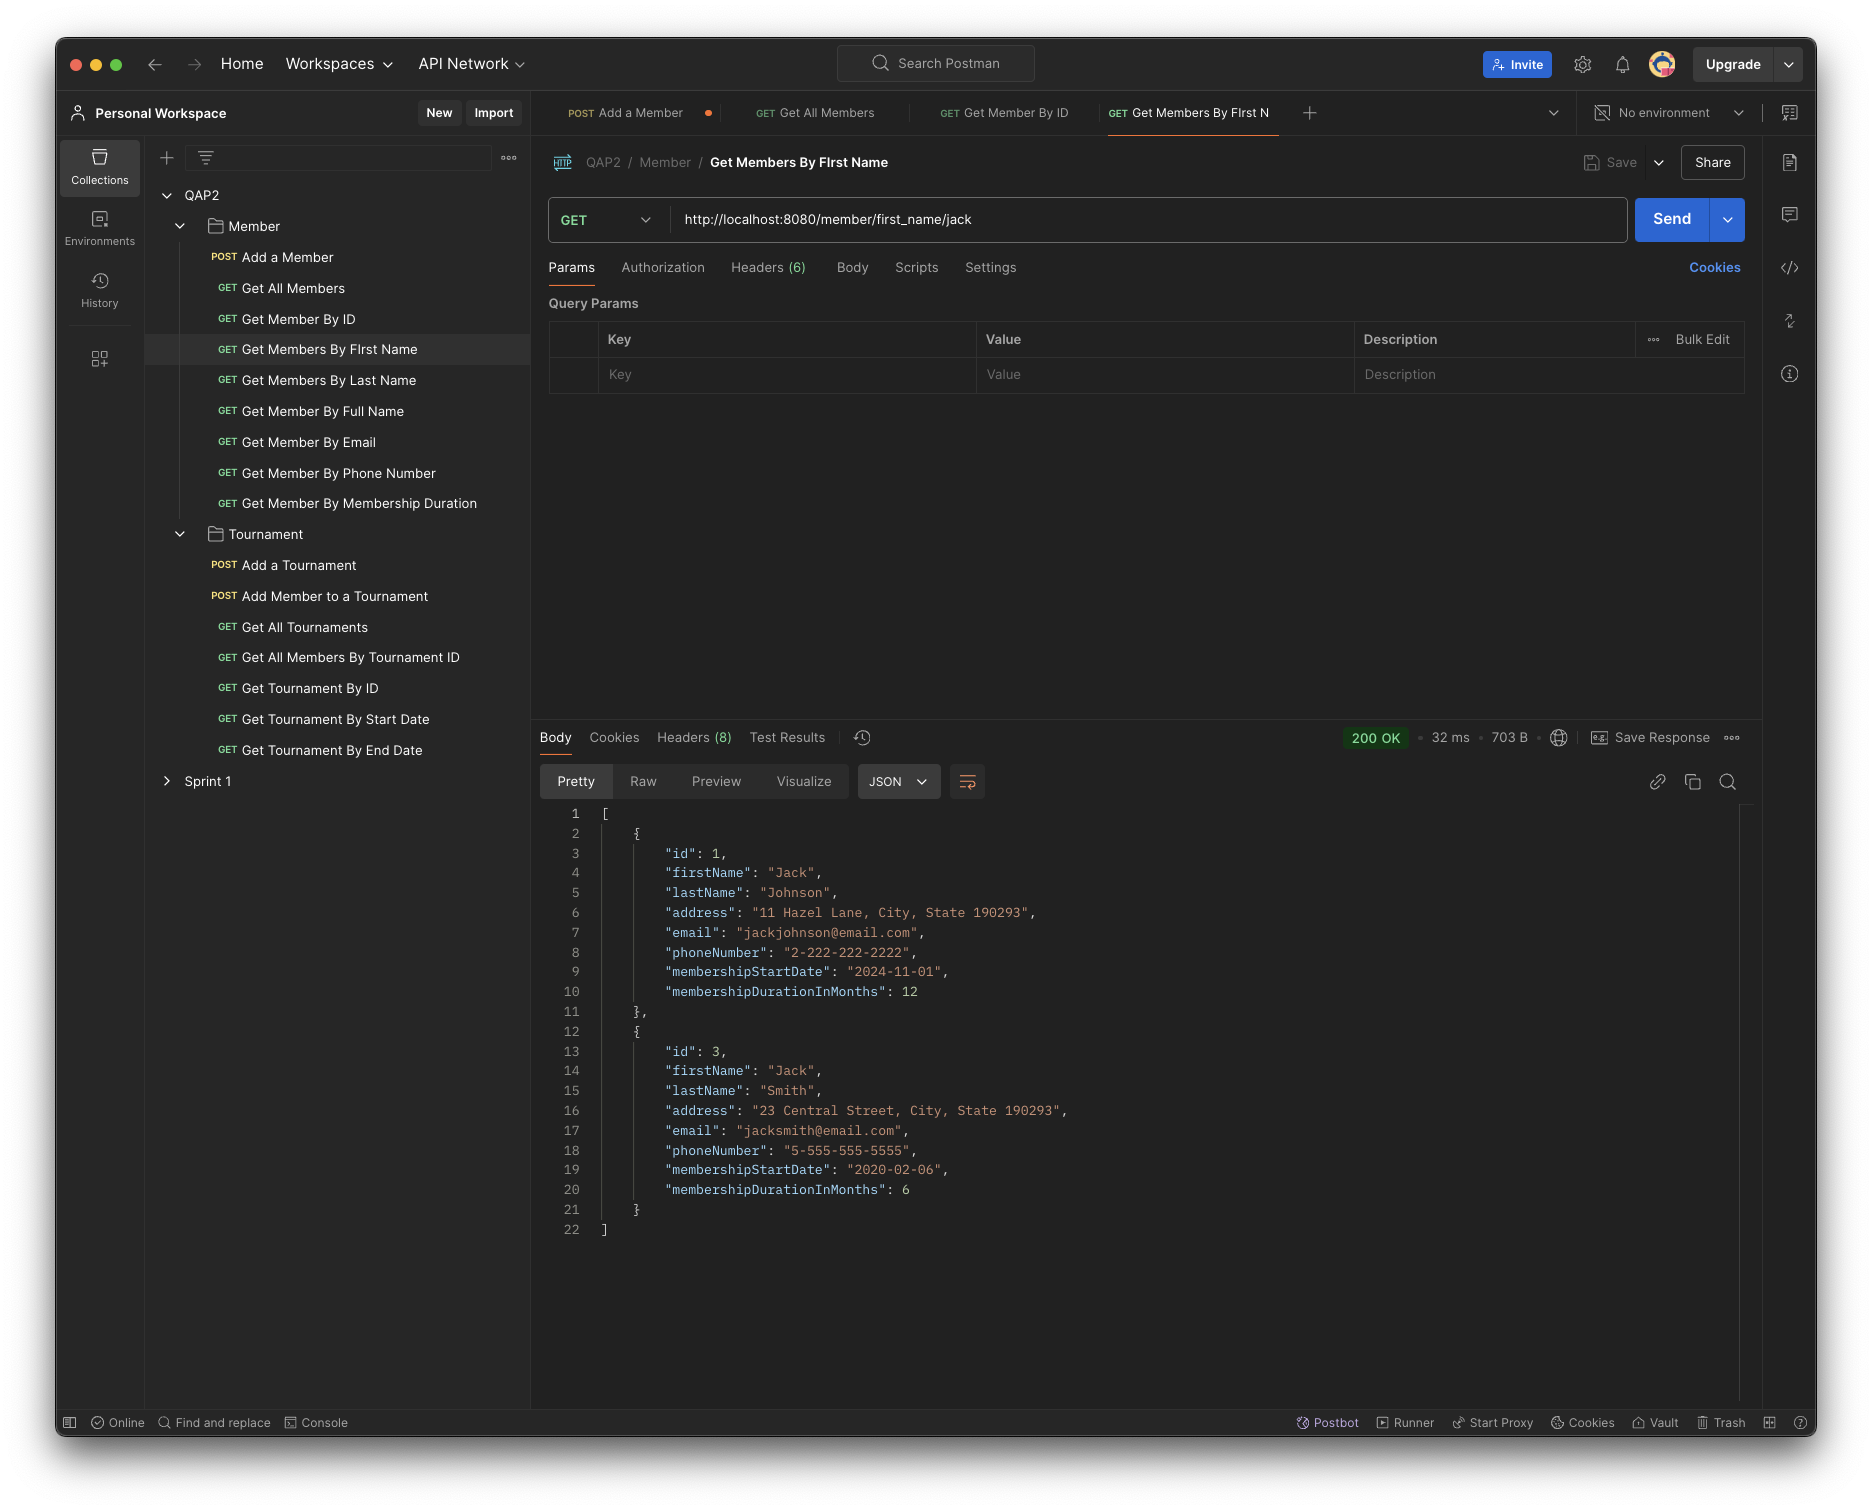 Home Workspaces API Network Search Postman Invite Upgrade
Personal Workspace New Import
POST Add a Member GET Get All Members GET Get Member By ID GET Get Members By FIrst N No environment
Collections
Environments
History
QAP2
Member
POST Add a Member
GET Get All Members
GET Get Member By ID
GET Get Members By FIrst Name
GET Get Members By Last Name
GET Get Member By Full Name
GET Get Member By Email
GET Get Member By Phone Number
GET Get Member By Membership Duration
Tournament
POST Add a Tournament
POST Add Member to a Tournament
GET Get All Tournaments
GET Get All Members By Tournament ID
GET Get Tournament By ID
GET Get Tournament By Start Date
GET Get Tournament By End Date
Sprint 1
HTTP QAP2 / Member / Get Members By FIrst Name Save Share
GET http://localhost:8080/member/first_name/jack Send
Params Authorization Headers (6) Body Scripts Settings Cookies
Query Params
Key Value Description Bulk Edit
Key Value Description
Body Cookies Headers (8) Test Results 200 OK • 32 ms • 703 B • e.g. Save Response
Pretty Raw Preview Visualize JSON
1 [
2 {
3 "id": 1,
4 "firstName": "Jack",
5 "lastName": "Johnson",
6 "address": "11 Hazel Lane, City, State 190293",
7 "email": "jackjohnson@email.com",
8 "phoneNumber": "2-222-222-2222",
9 "membershipStartDate": "2024-11-01",
10 "membershipDurationInMonths": 12
11 },
12 {
13 "id": 3,
14 "firstName": "Jack",
15 "lastName": "Smith",
16 "address": "23 Central Street, City, State 190293",
17 "email": "jacksmith@email.com",
18 "phoneNumber": "5-555-555-5555",
19 "membershipStartDate": "2020-02-06",
20 "membershipDurationInMonths": 6
21 }
22 ]
Online Find and replace Console Postbot Runner Start Proxy Cookies Vault Trash